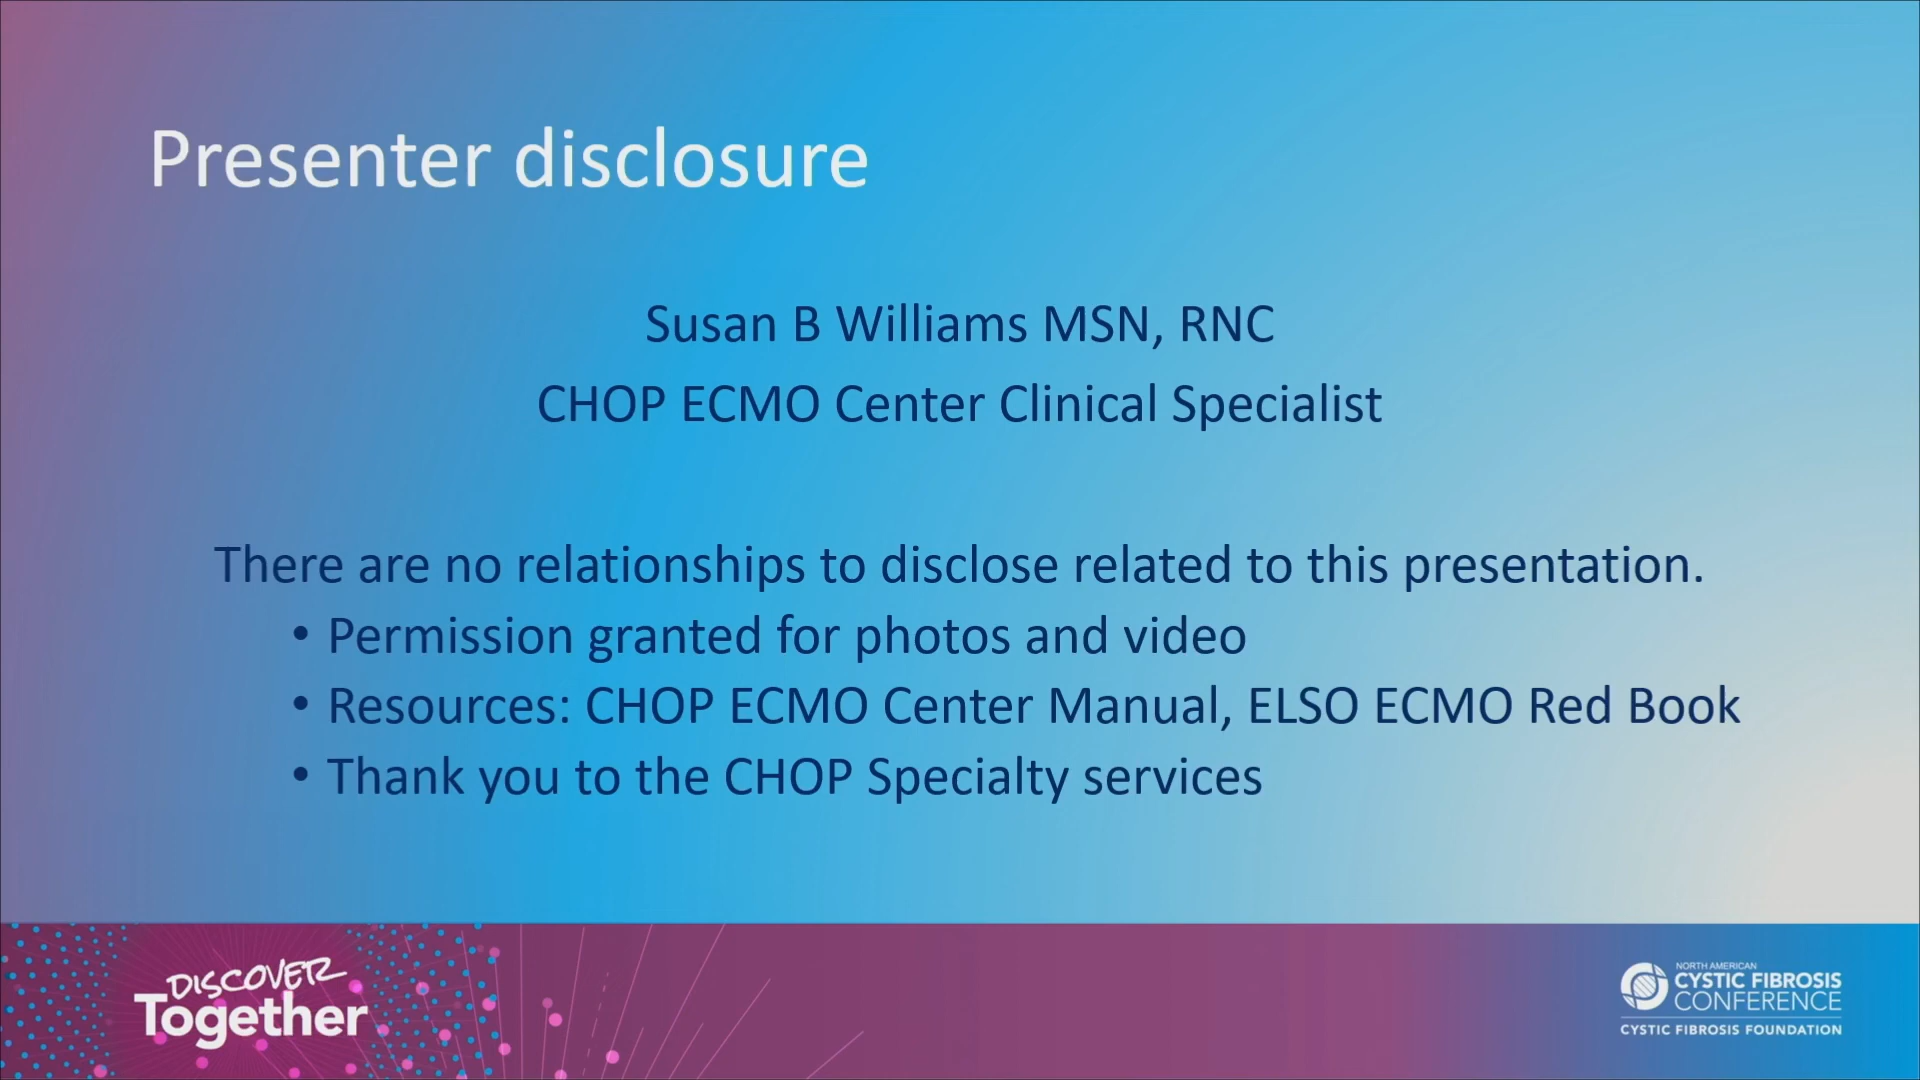 Presenter disclosure
Susan B Williams MSN, RNC
CHOP ECMO Center Clinical Specialist
There are no relationships to disclose related to this presentation.
• Permission granted for photos and video
• Resources: CHOP ECMO Center Manual, ELSO ECMO Red Book
• Thank you to the CHOP Specialty services
DISCOVER
Together
NORTH AMERICAN
CYSTIC FIBROSIS
CONFERENCE
CYSTIC FIBROSIS FOUNDATION